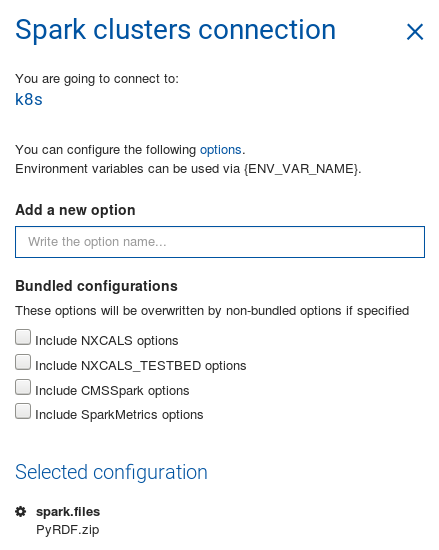 Spark clusters connection
You are going to connect to:
k8s
You can configure the following options.
Environment variables can be used via {ENV_VAR_NAME}.
Add a new option
Write the option name...
Bundled configurations
These options will be overwritten by non-bundled options if specified
Include NXCALS options
Include NXCALS_TESTBED options
Include CMSSpark options
Include SparkMetrics options
Selected configuration
spark.files
PyRDF.zip